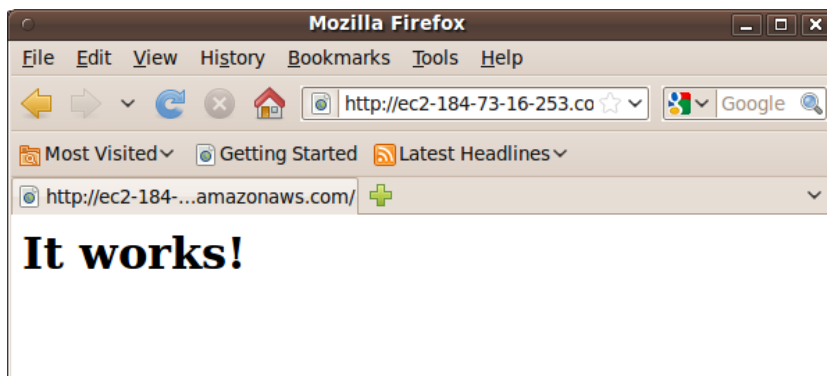 Mozilla Firefox
File Edit View History Bookmarks Tools Help
http://ec2-184-73-16-253.co Google
Most Visited Getting Started Latest Headlines
http://ec2-184-...amazonaws.com/
It works!